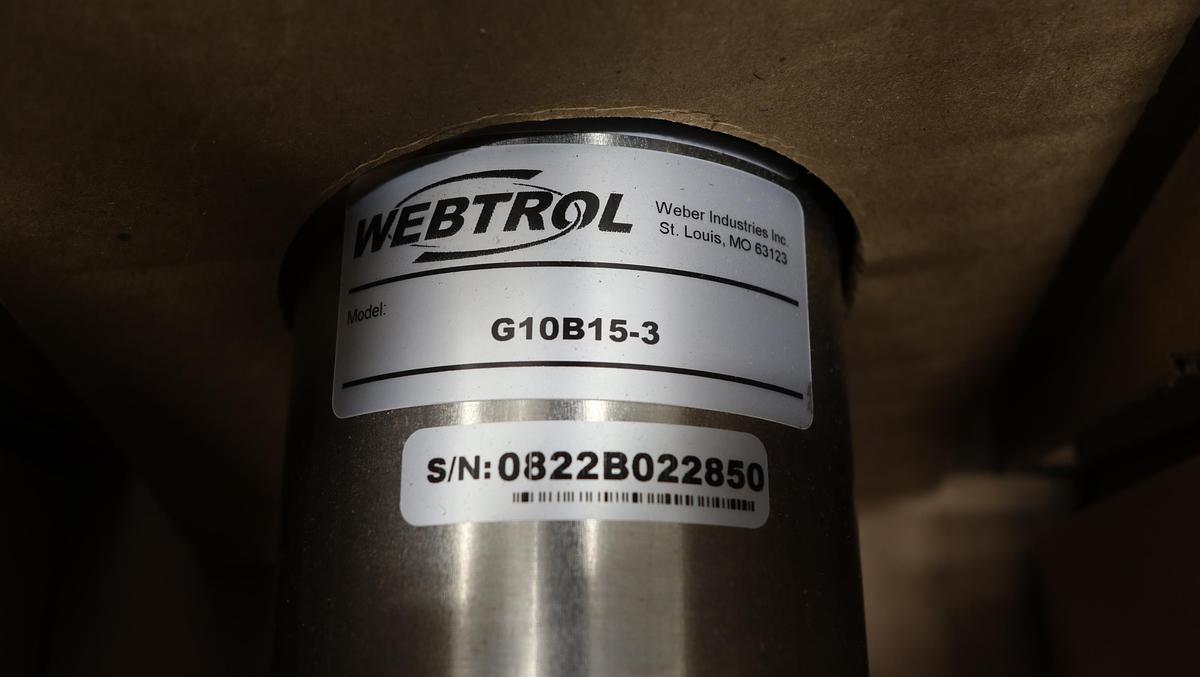 WEBTROL
Weber Industries Inc.
St. Louis, MO 63123
Model:
G10B15-3
S/N: 0822B022850